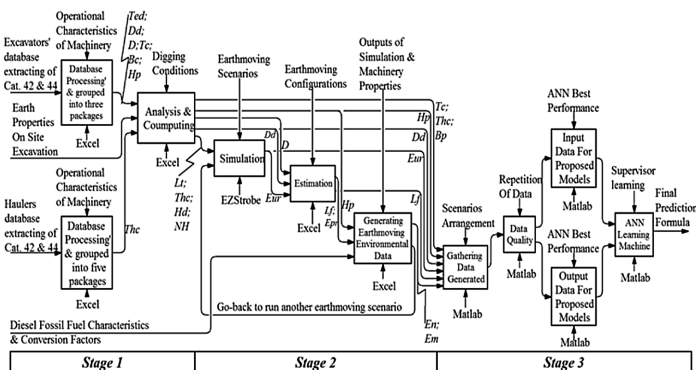 Operational
Characteristics
of Machinery
Excavators'
database
extracting of
Cat. 42 & 44
Database
Processing'
& grouped
into three
packages
Excel
Ted;
Dd;
D;Tc;
Bc;
Hp
Earth
Properties
On Site
Excavation
Digging
Conditions
Analysis &
Coumputing
Excel
Operational
Characteristics
of Machinery
Haulers
database
extracting of
Cat. 42 & 44
Database
Processing'
& grouped
into five
packages
Excel
Thc
Lt;
Thc;
Hd;
NH
Earthmoving
Scenarios
Simulation
EZStrobe
Dd
D
Eur
Earthmoving
Configurations
Estimation
Excel
Lf;
Epr
Hp
Outputs of
Simulation &
Machinery
Properties
Generating
Earthmoving
Environmental
Data
Excel
Hp
Dd
Eur
Lf
Tc;
Thc;
Bp
En;
Em
Go-back to run another earthmoving scenario
Diesel Fossil Fuel Characteristics
& Conversion Factors
Scenarios
Arrangement
Gathering
Data
Generated
Matlab
Repetition
Of Data
Data
Quality
Matlab
ANN Best
Performance
Input
Data For
Proposed
Models
Matlab
ANN Best
Performance
Output
Data For
Proposed
Models
Matlab
Supervisor
learning
ANN
Learning
Machine
Matlab
Final
Prediction
Formula
Stage 1
Stage 2
Stage 3